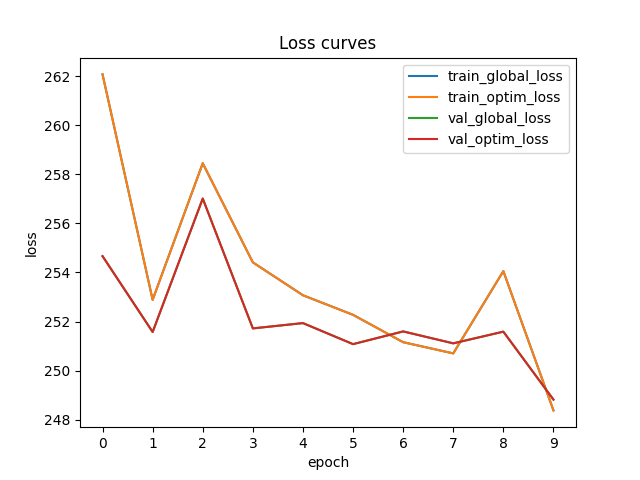 Loss curves
train_global_loss
train_optim_loss
val_global_loss
val_optim_loss
262
260
258
256
254
252
250
248
loss
0 1 2 3 4 5 6 7 8 9
epoch